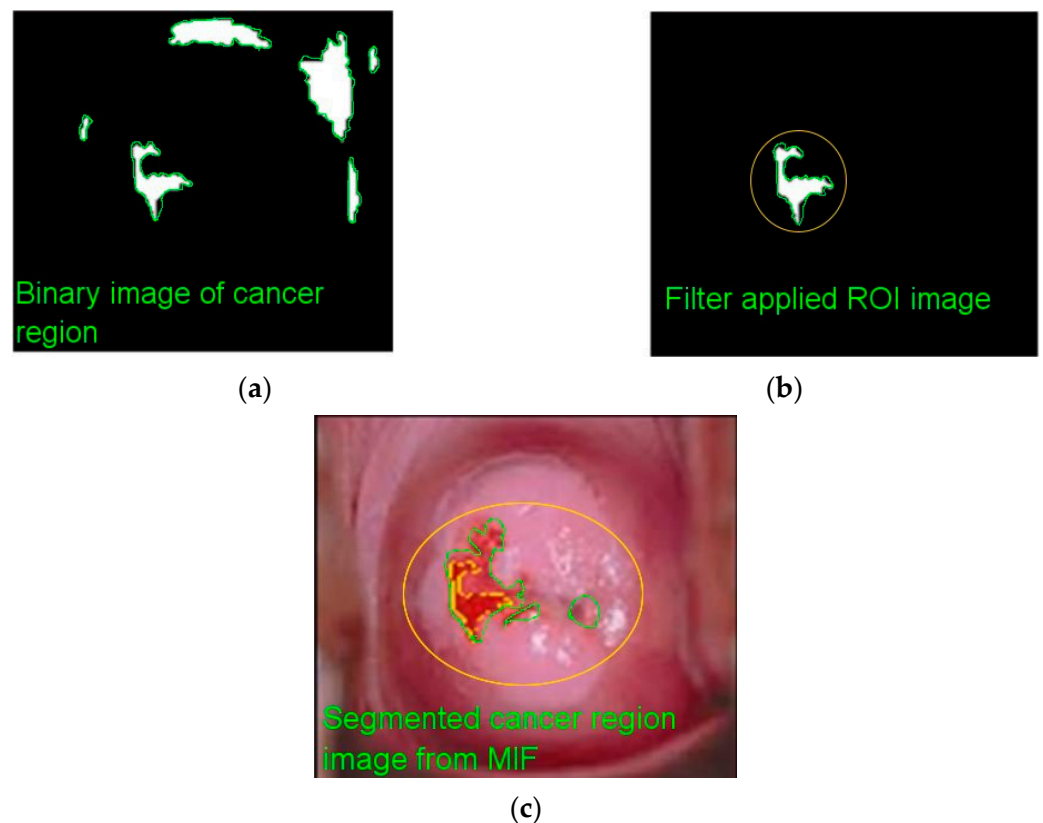 Binary image of cancer
region
Filter applied ROI image
(a)
(b)
Segmented cancer region
image from MIF
(c)